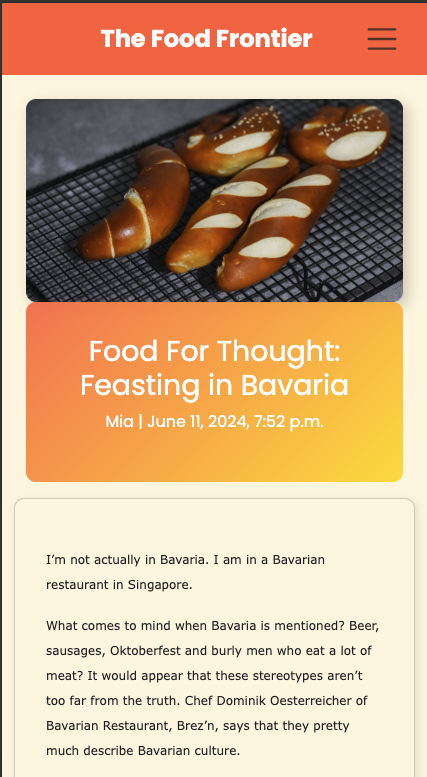 The Food Frontier
Food For Thought:
Feasting in Bavaria
Mia | June 11, 2024, 7:52 p.m.
I’m not actually in Bavaria. I am in a Bavarian
restaurant in Singapore.
What comes to mind when Bavaria is mentioned? Beer,
sausages, Oktoberfest and burly men who eat a lot of
meat? It would appear that these stereotypes aren’t
too far from the truth. Chef Dominik Oesterreicher of
Bavarian Restaurant, Brez’n, says that they pretty
much describe Bavarian culture.